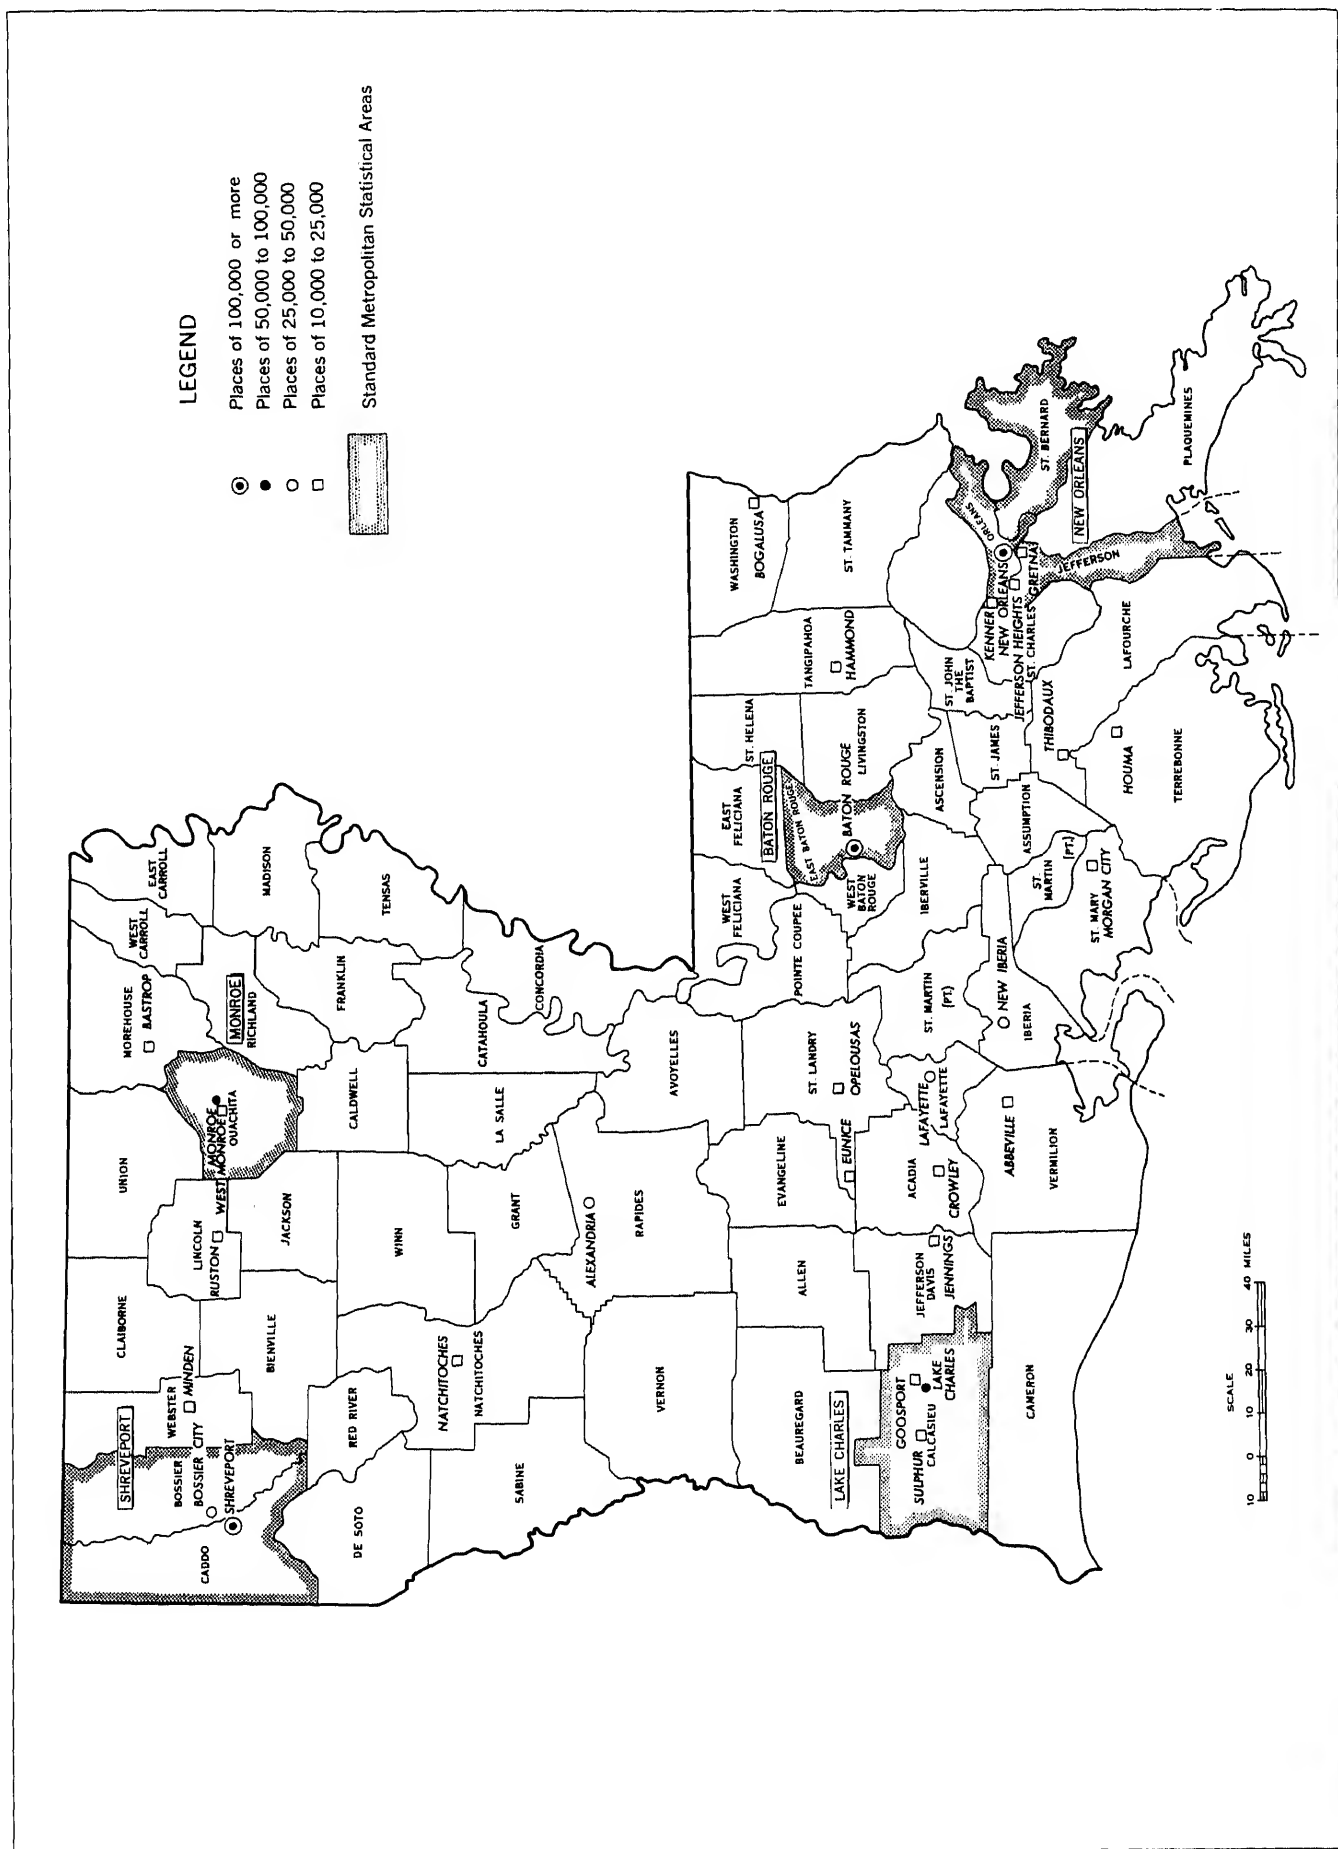 LEGEND
Places of 100,000 or more
Places of 50,000 to 100,000
Places of 25,000 to 50,000
Places of 10,000 to 25,000
Standard Metropolitan Statistical Areas
SHREVEPORT
CADDO
BOSSIER
BOSSIER CITY
SHREVEPORT
WEBSTER
MINDEN
CLAIBORNE
LINCOLN
RUSTON
UNION
MONROE
WEST MONROE
OUACHITA
MOREHOUSE
BASTROP
MONROE
RICHLAND
WEST
CARROLL
EAST
CARROLL
MADISON
DE SOTO
RED RIVER
BIENVILLE
JACKSON
CALDWELL
FRANKLIN
TENSAS
SABINE
NATCHITOCHES
NATCHITOCHES
WINN
GRANT
LA SALLE
CATAHOULA
CONCORDIA
VERNON
ALEXANDRIA
RAPIDES
AVOYELLES
BEAUREGARD
ALLEN
EVANGELINE
EUNICE
ST. LANDRY
OPELOUSAS
POINTE COUPEE
WEST
FELICIANA
EAST
FELICIANA
BATON ROUGE
EAST BATON ROUGE
BATON ROUGE
WEST
BATON
ROUGE
ST. HELENA
LIVINGSTON
TANGIPAHOA
HAMMOND
WASHINGTON
BOGALUSA
ST. TAMMANY
LAKE CHARLES
GOOSPORT
SULPHUR
CALCASIEU
LAKE
CHARLES
JEFFERSON
DAVIS
JENNINGS
ACADIA
CROWLEY
LAFAYETTE
LAFAYETTE
ST. MARTIN
(PT.)
IBERVILLE
ASCENSION
ST. JAMES
ST. JOHN
THE
BAPTIST
KENNER
NEW ORLEANS
JEFFERSON HEIGHTS
GRETNA
ST. CHARLES
ORLEANS
ST. BERNARD
NEW ORLEANS
JEFFERSON
PLAQUEMINES
CAMERON
ABBEVILLE
VERMILION
NEW IBERIA
IBERIA
ST.
MARTIN
(PT.)
ASSUMPTION
ST. MARY
MORGAN CITY
THIBODAUX
LAFOURCHE
HOUMA
TERREBONNE
SCALE
10 0 10 20 30 40 MILES